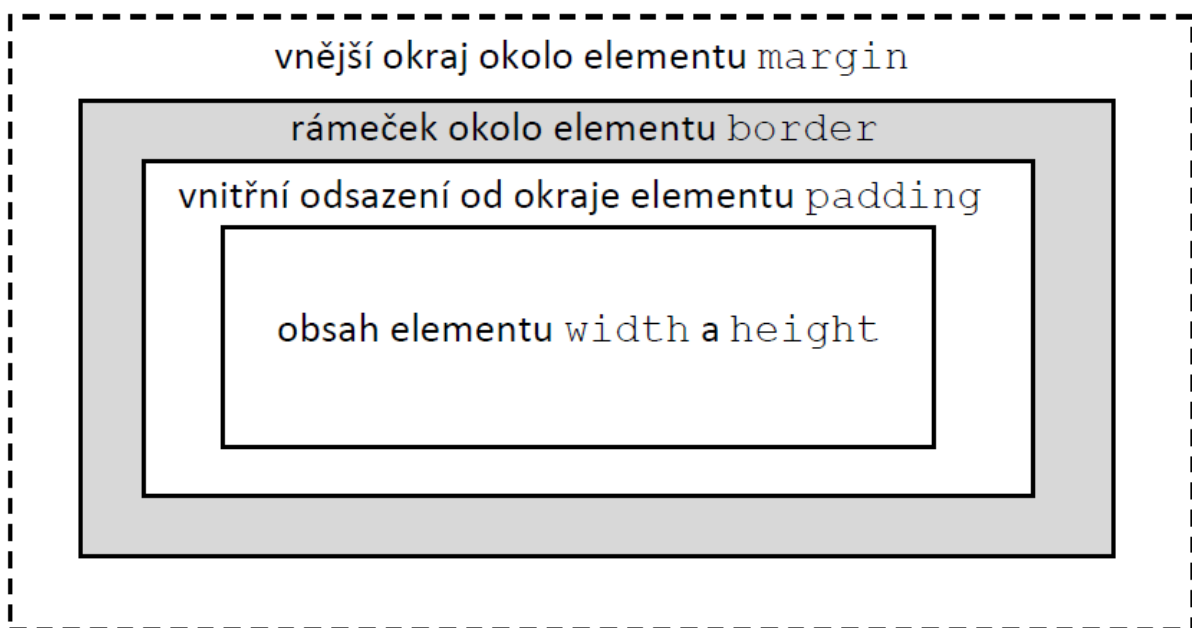 vnější okraj okolo elementu margin
rámeček okolo elementu border
vnitřní odsazení od okraje elementu padding
obsah elementu width a height